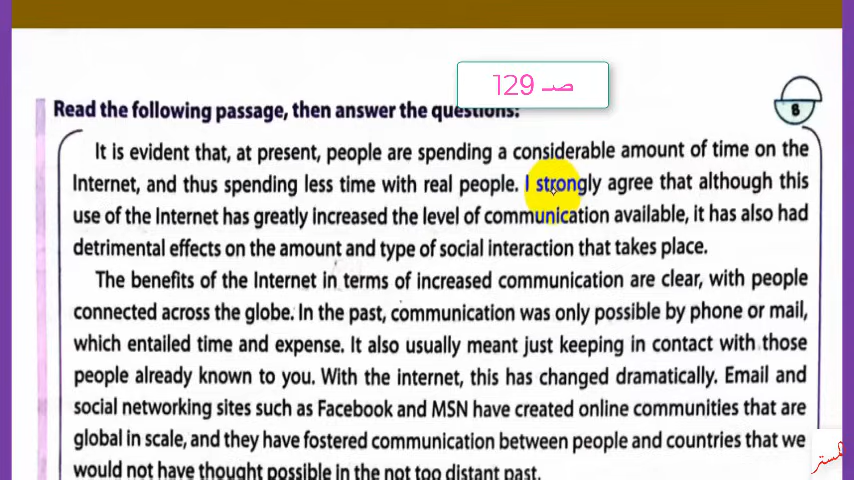 صـ 129
8
Read the following passage, then answer the questions:
It is evident that, at present, people are spending a considerable amount of time on the
Internet, and thus spending less time with real people. I strongly agree that although this
use of the Internet has greatly increased the level of communication available, it has also had
detrimental effects on the amount and type of social interaction that takes place.
The benefits of the Internet in terms of increased communication are clear, with people
connected across the globe. In the past, communication was only possible by phone or mail,
which entailed time and expense. It also usually meant just keeping in contact with those
people already known to you. With the internet, this has changed dramatically. Email and
social networking sites such as Facebook and MSN have created online communities that are
global in scale, and they have fostered communication between people and countries that we
would not have thought possible in the not too distant past.